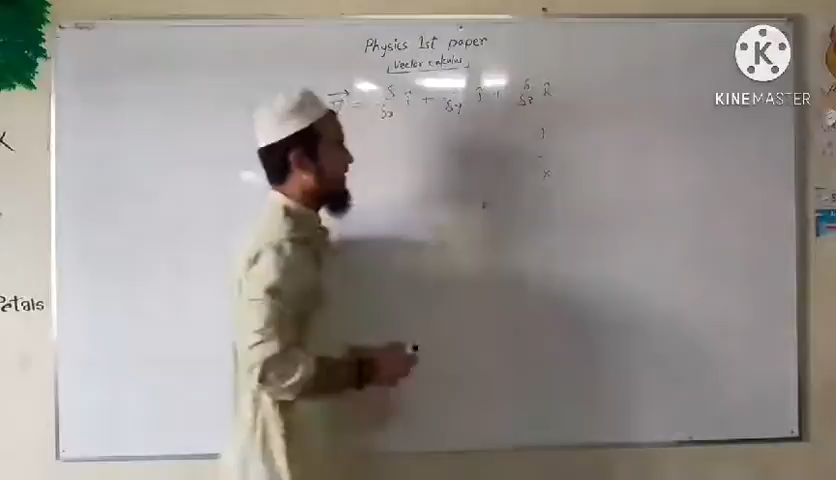 Physics 1st paper
Vector calculus
∇⃗ = δ/δx î + δ/δy ĵ + δ/δz k̂
KINEMASTER
Petals